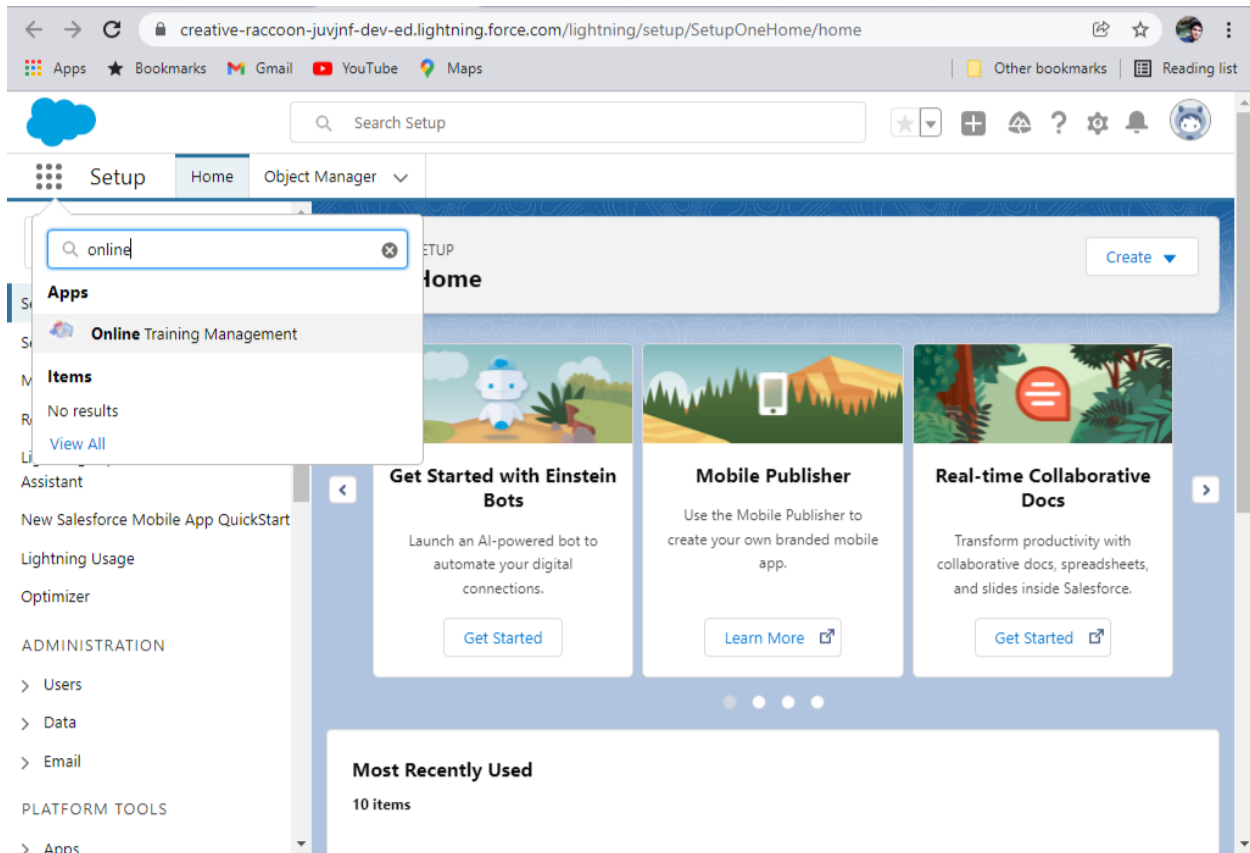 creative-raccoon-juvjnf-dev-ed.lightning.force.com/lightning/setup/SetupOneHome/home
Apps Bookmarks Gmail YouTube Maps Other bookmarks Reading list
Search Setup
Setup Home Object Manager
online
Apps
Online Training Management
Items
No results
View All
Home
Create
Assistant
New Salesforce Mobile App QuickStart
Lightning Usage
Optimizer
ADMINISTRATION
Users
Data
Email
PLATFORM TOOLS
Apps
Get Started with Einstein
Bots
Launch an AI-powered bot to
automate your digital
connections.
Get Started
Mobile Publisher
Use the Mobile Publisher to
create your own branded mobile
app.
Learn More
Real-time Collaborative
Docs
Transform productivity with
collaborative docs, spreadsheets,
and slides inside Salesforce.
Get Started
Most Recently Used
10 items